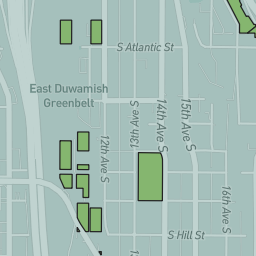 S Atlantic St
East Duwamish
Greenbelt
12th Ave S
13th Ave S
14th Ave S
15th Ave S
16th Ave S
S Hill St